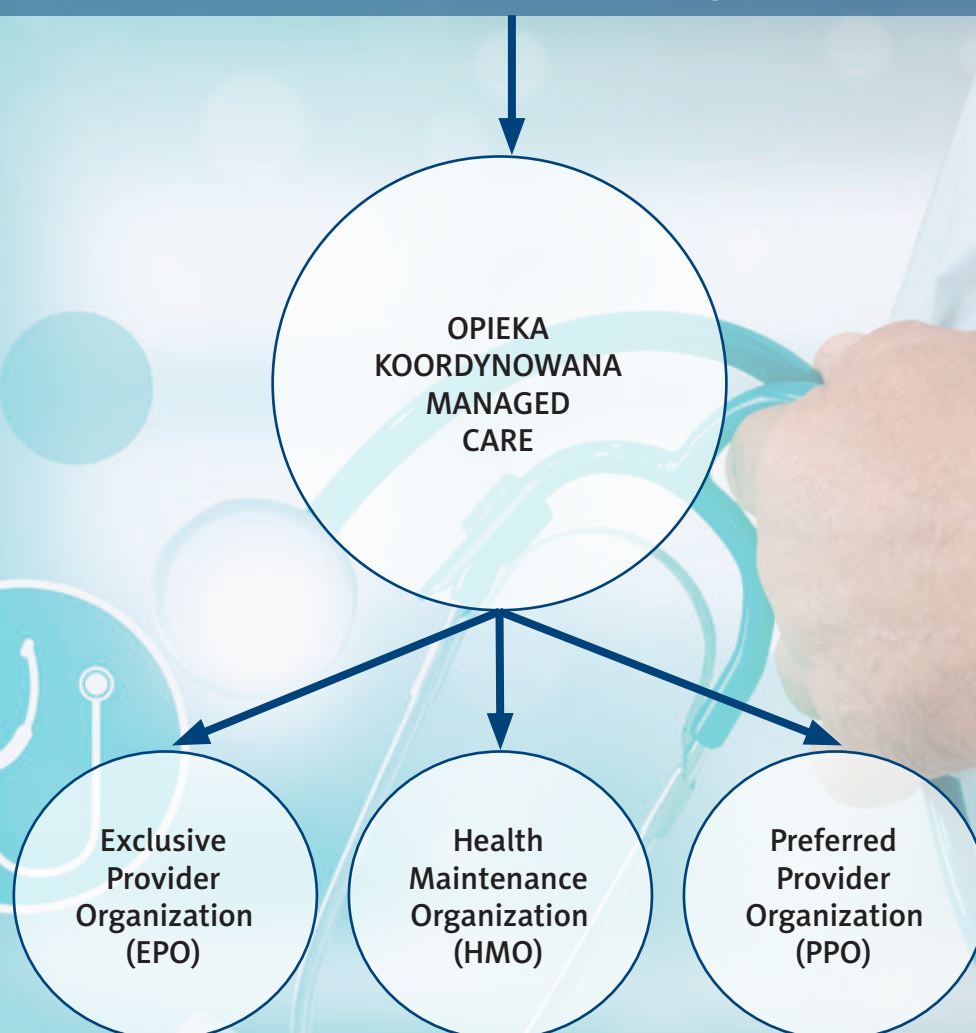 OPIEKA
KOORDYNOWANA
MANAGED
CARE
Exclusive
Provider
Organization
(EPO)
Health
Maintenance
Organization
(HMO)
Preferred
Provider
Organization
(PPO)